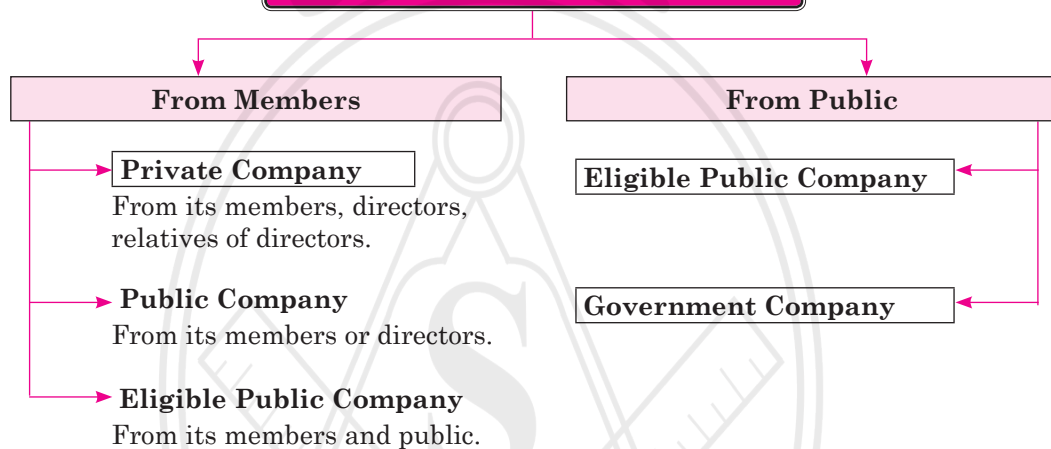 From Members
From Public
Private Company
From its members, directors,
relatives of directors.
Public Company
From its members or directors.
Eligible Public Company
From its members and public.
Eligible Public Company
Government Company
S